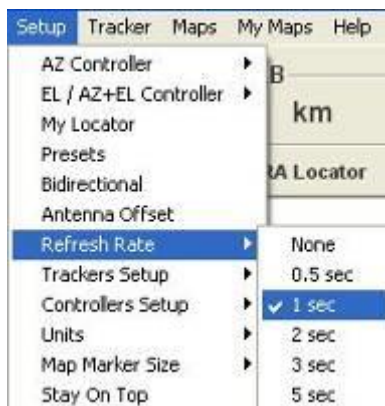 Setup Tracker Maps My Maps Help
AZ Controller
EL / AZ+EL Controller
My Locator
Presets
Bidirectional
Antenna Offset
Refresh Rate
Trackers Setup
Controllers Setup
Units
Map Marker Size
Stay On Top
B
km
RA Locator
None
0.5 sec
1 sec
2 sec
3 sec
5 sec